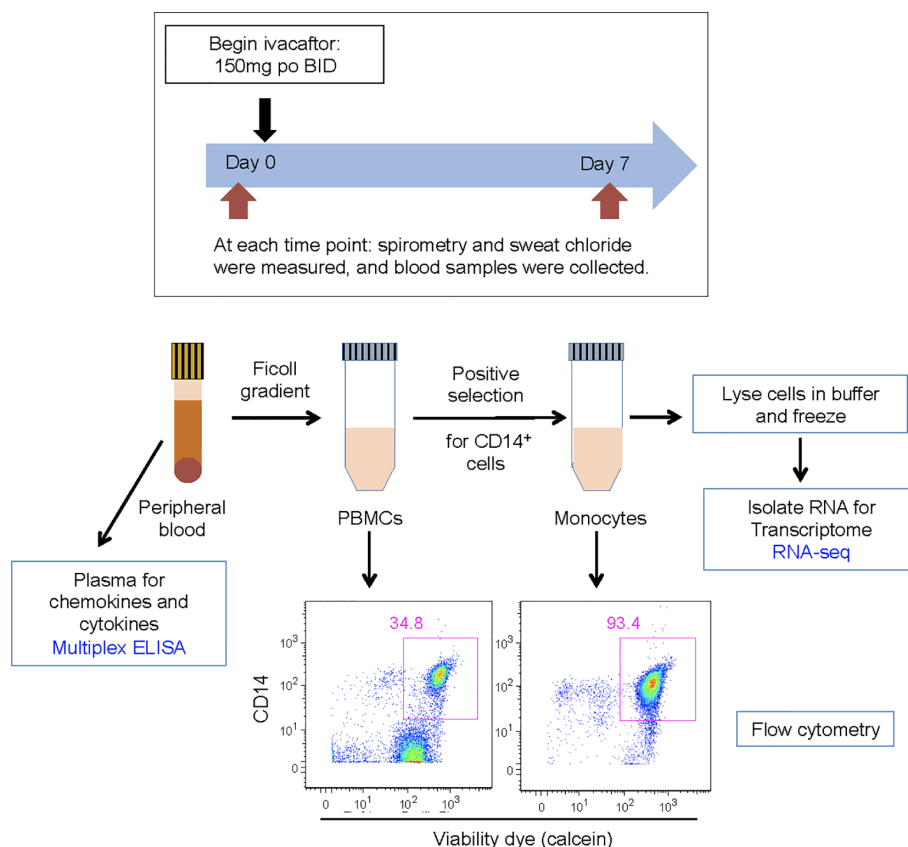 Begin ivacaftor:
150mg po BID
Day 0
Day 7
At each time point: spirometry and sweat chloride
were measured, and blood samples were collected.
Ficoll
gradient
Positive
selection
for CD14⁺
cells
Lyse cells in buffer
and freeze
Peripheral
blood
PBMCs
Monocytes
Isolate RNA for
Transcriptome
RNA-seq
Plasma for
chemokines and
cytokines
Multiplex ELISA
34.8
93.4
CD14
10³
10²
10¹
0
0
10¹
10²
10³
10³
10²
10¹
0
0
10¹
10²
10³
Flow cytometry
Viability dye (calcein)